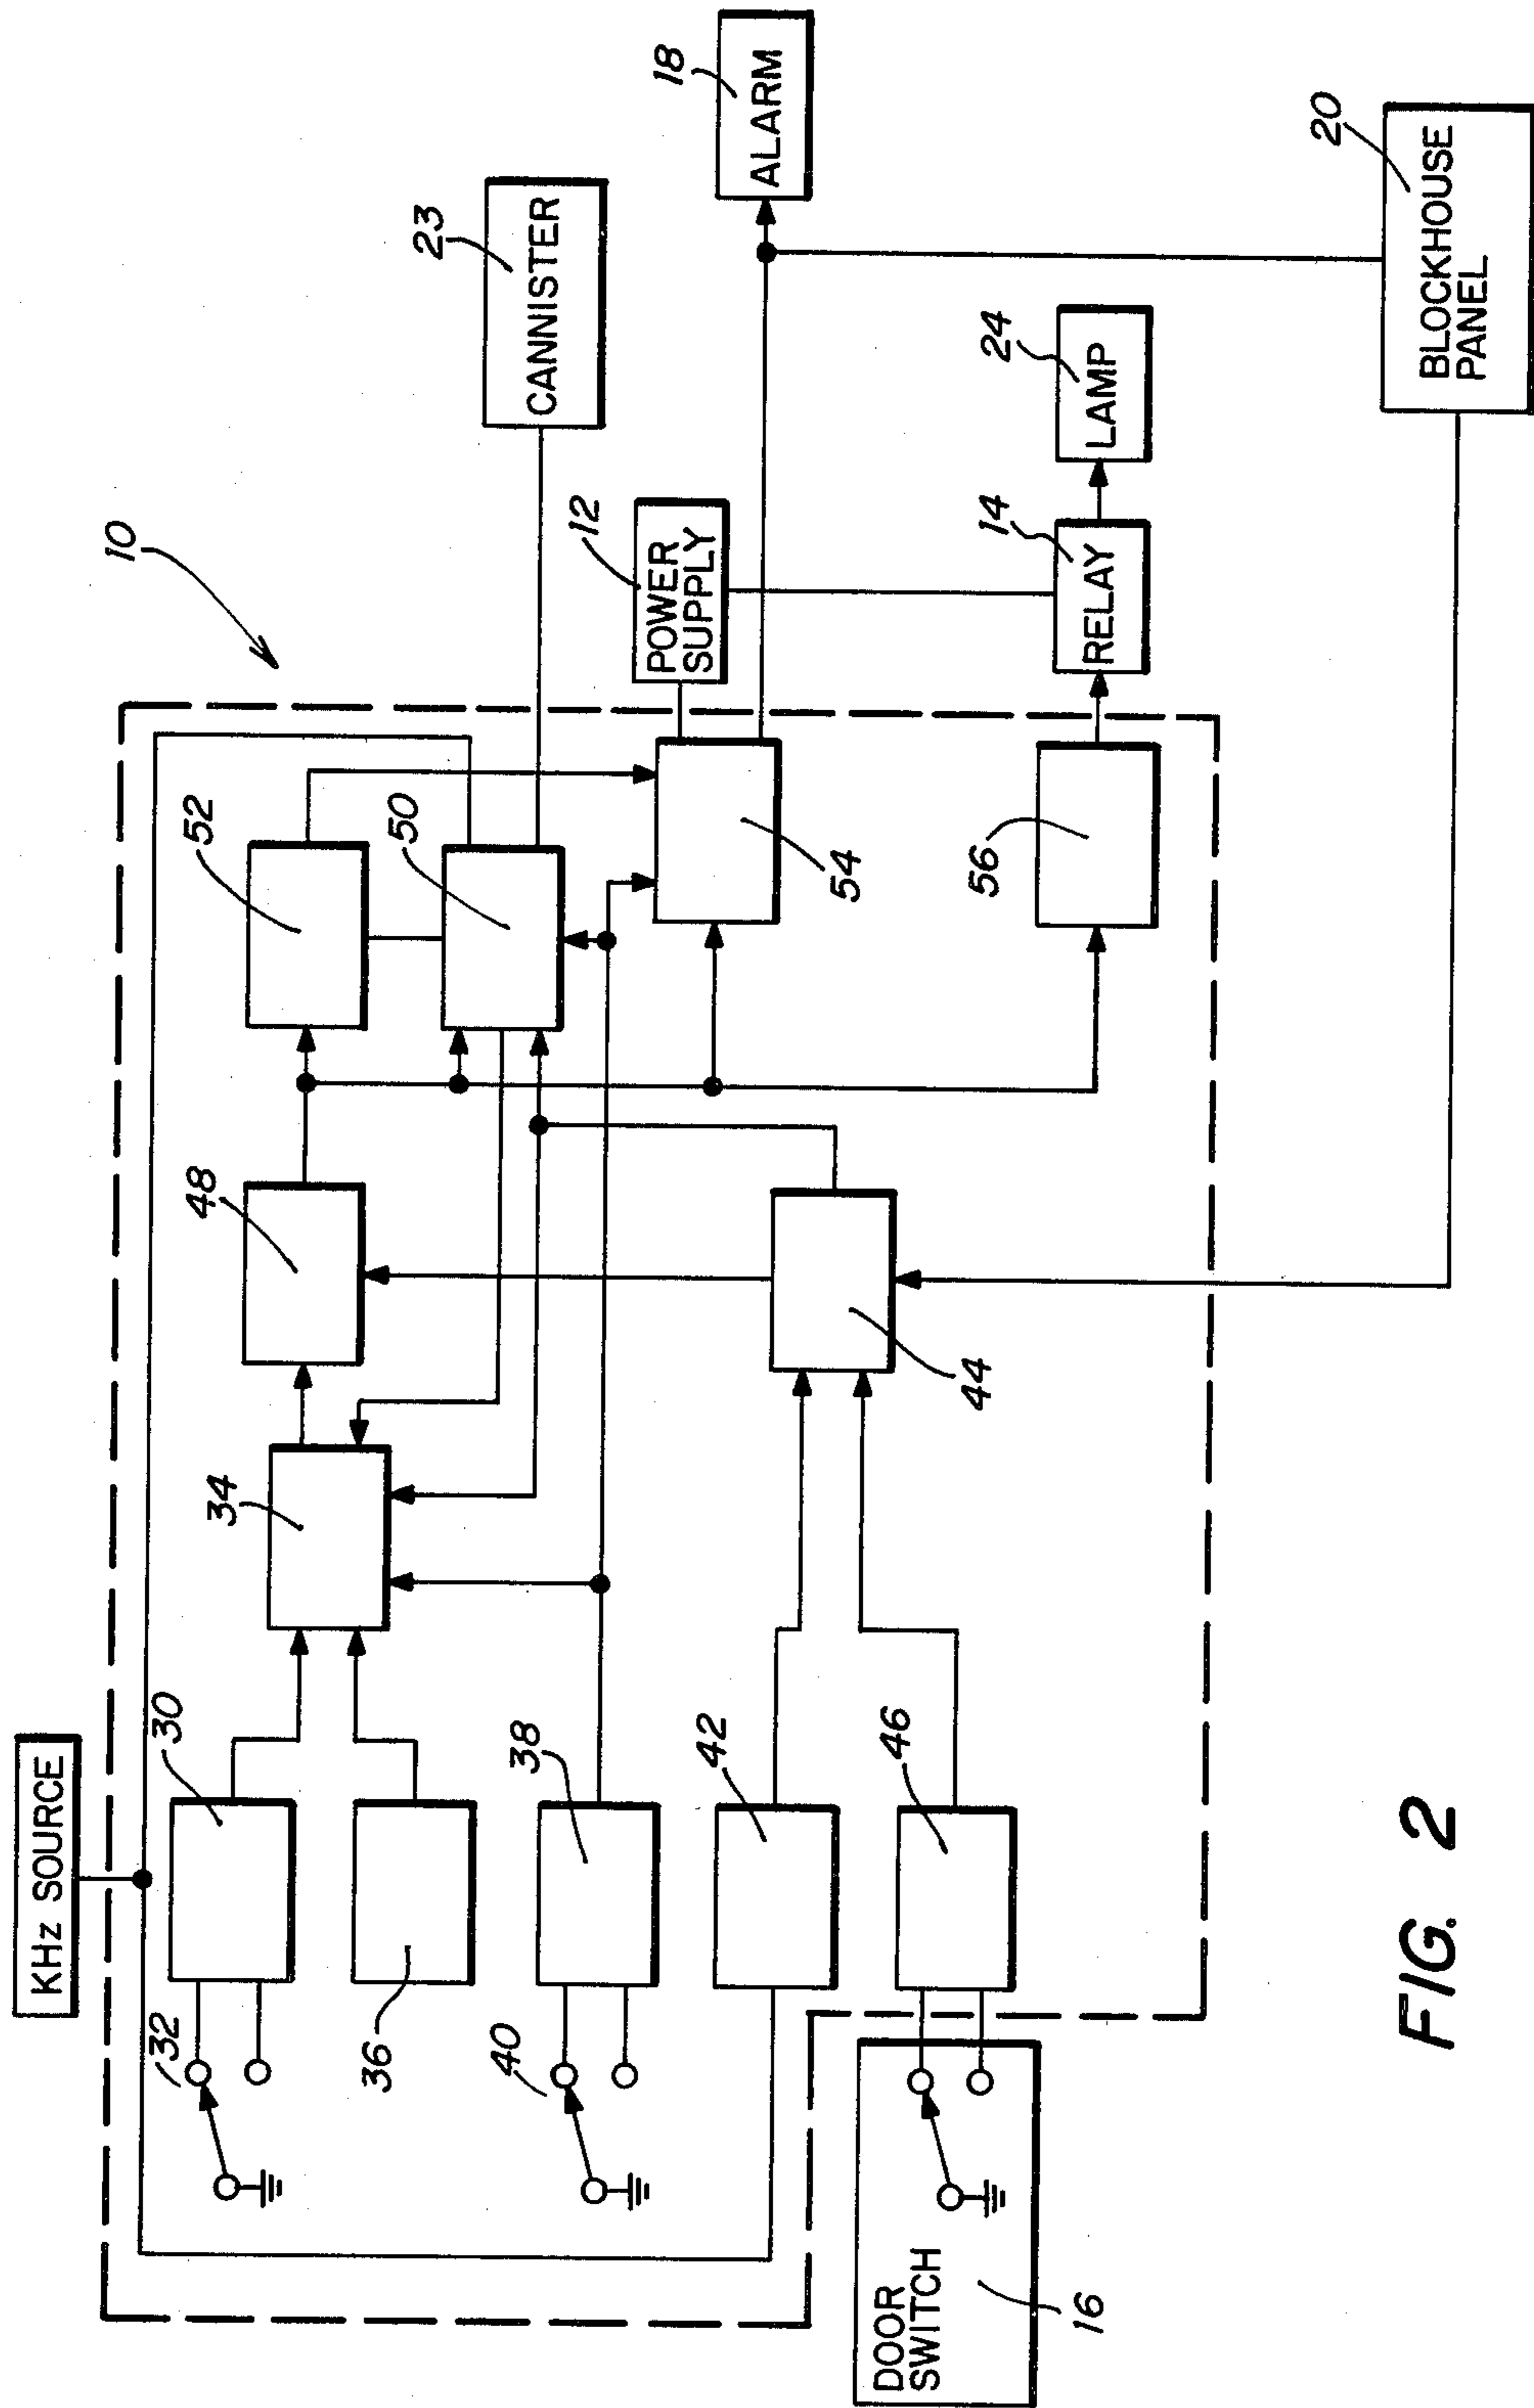 KHz SOURCE
10
32
30
34
48
52
23
CANNISTER
36
50
18
ALARM
40
38
12
POWER
SUPPLY
54
42
44
DOOR
SWITCH
16
46
56
14
RELAY
24
LAMP
20
BLOCKHOUSE
PANEL
FIG. 2